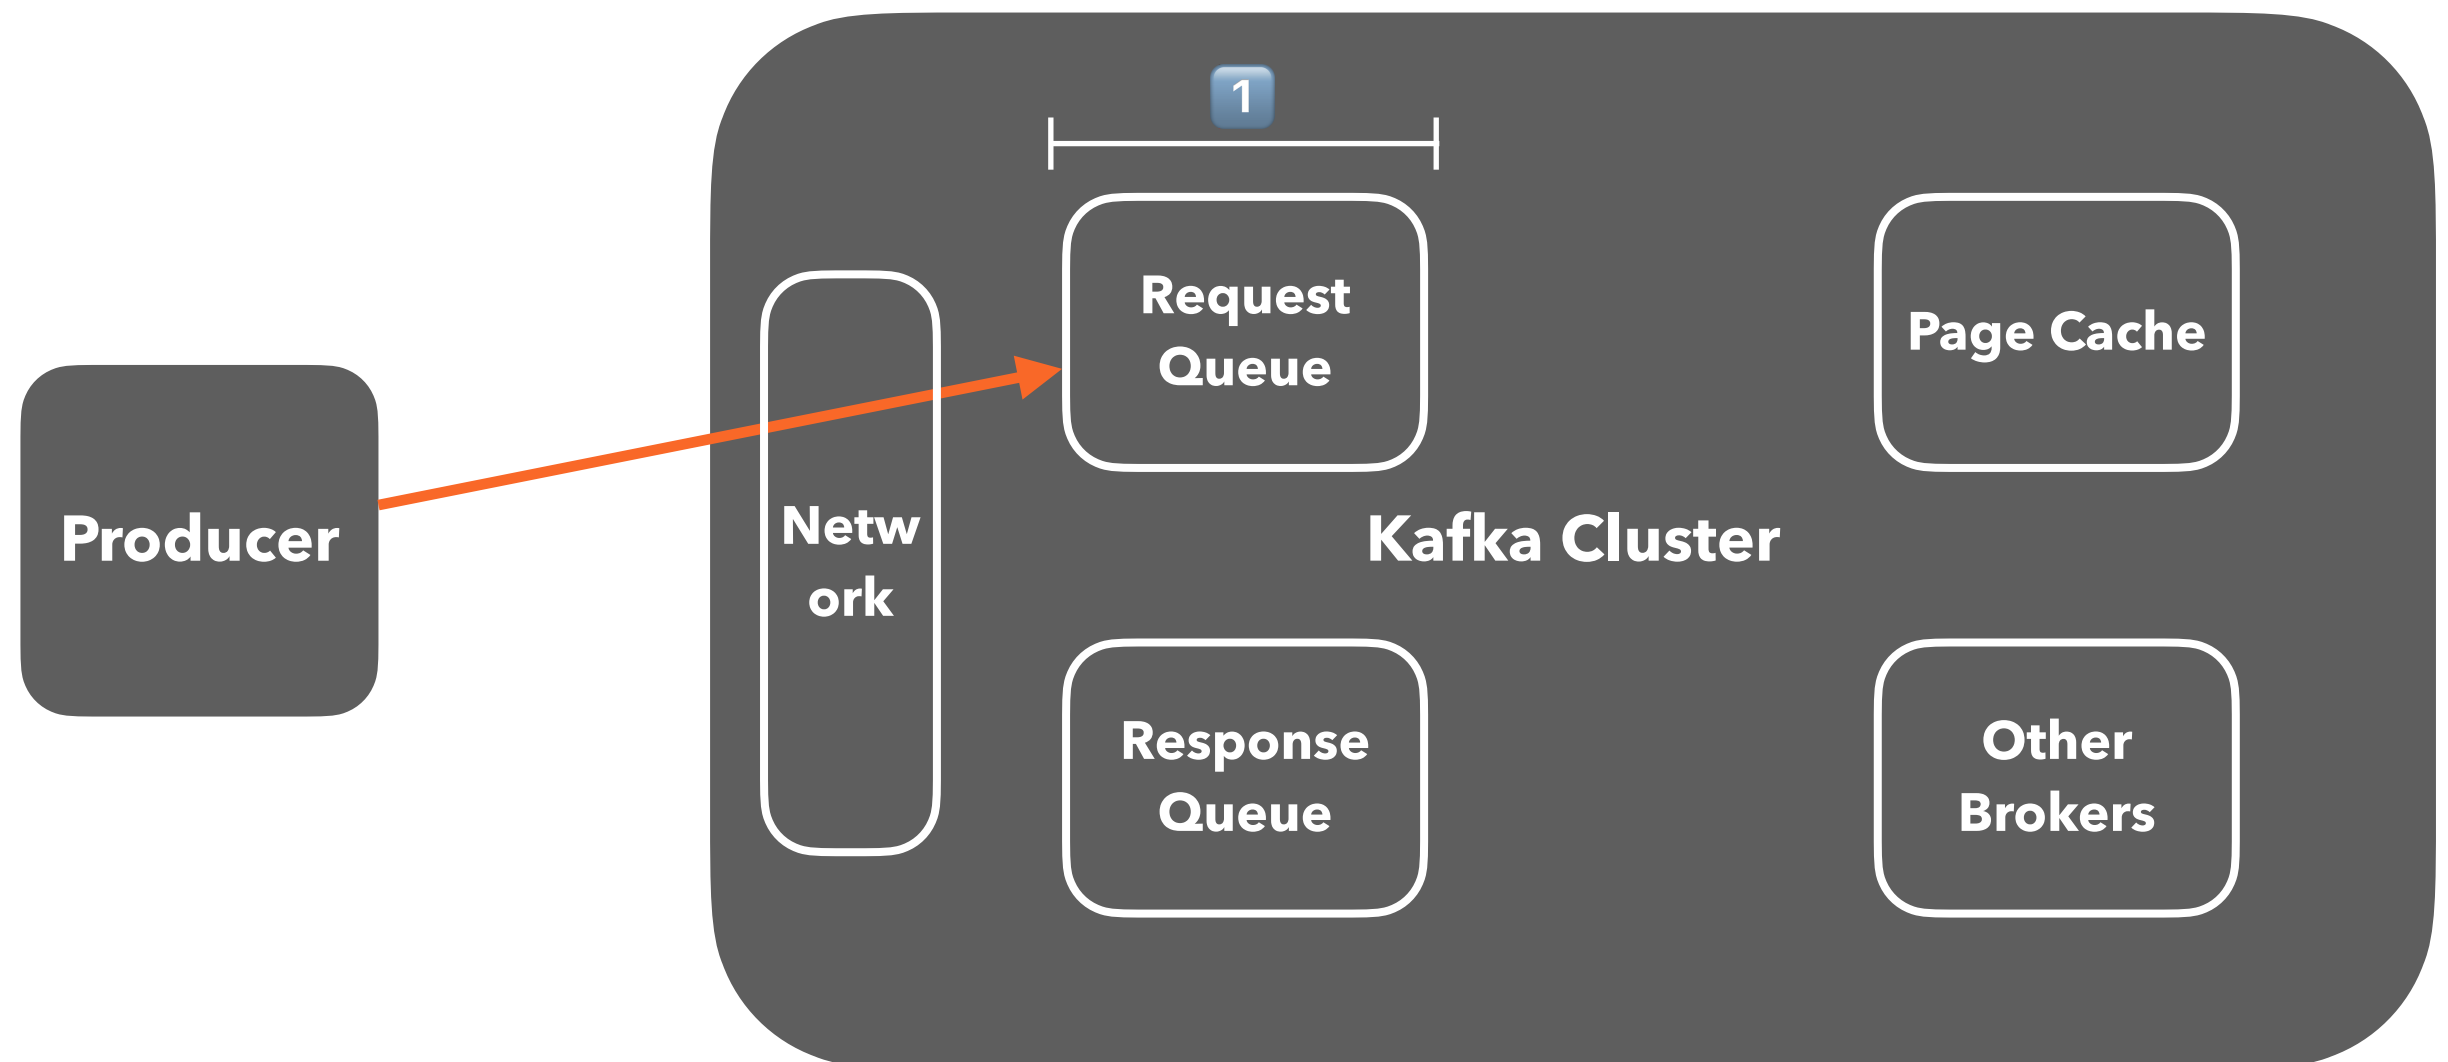 1
Request
Queue
Page Cache
Producer
Netw
ork
Kafka Cluster
Response
Queue
Other
Brokers